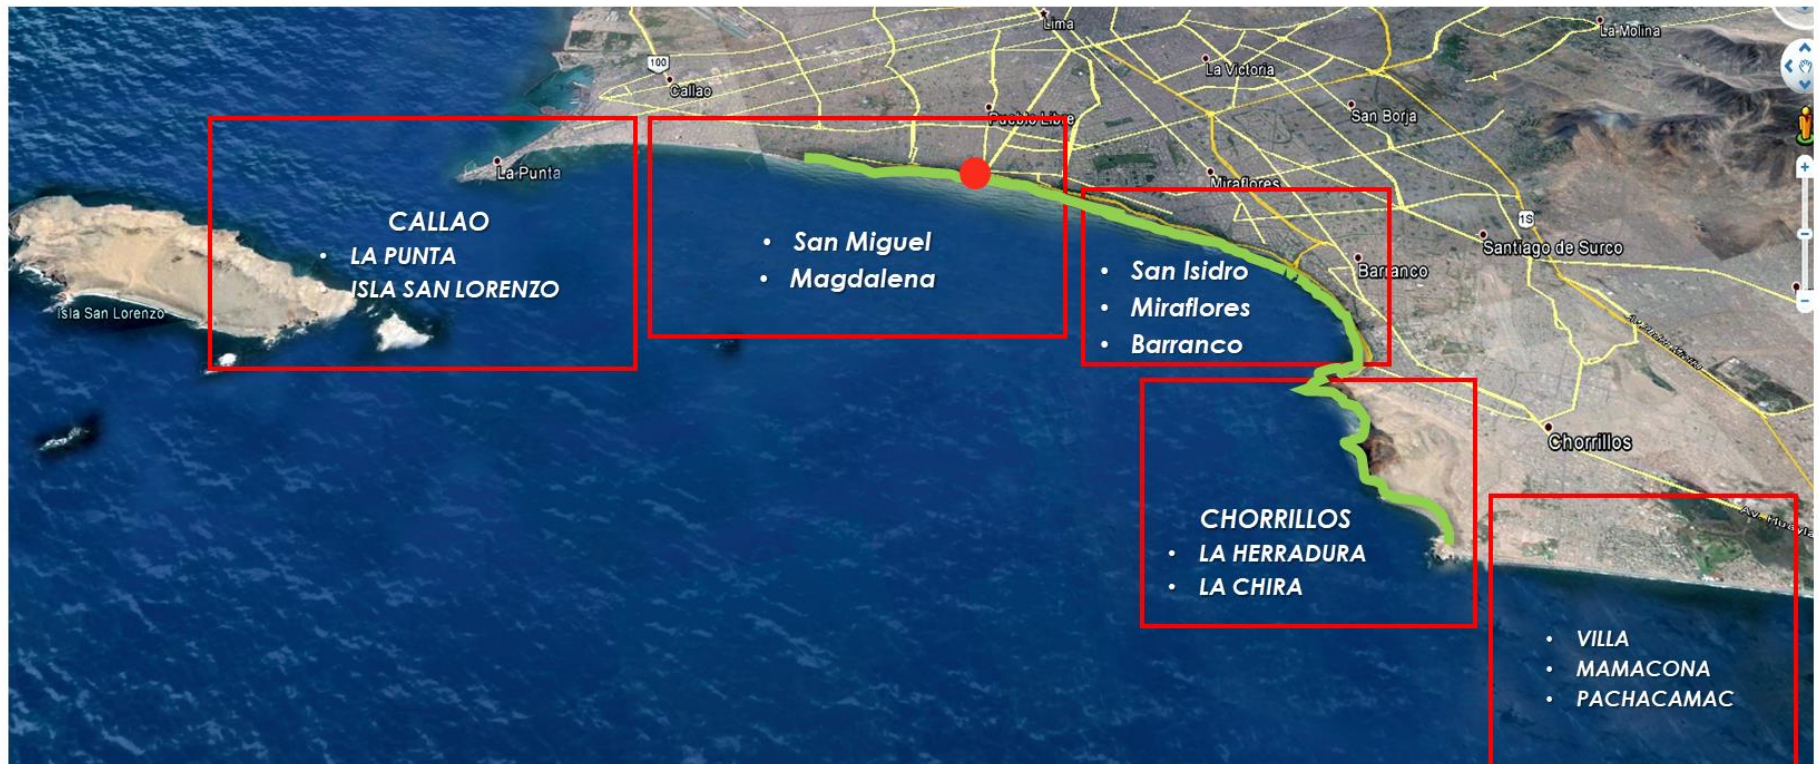 Lima
La Molina
100
La Victoria
Callao
San Borja
Pueblo Libre
La Punta
Miraflores
CALLAO
• LA PUNTA
• ISLA SAN LORENZO
Isla San Lorenzo
• San Miguel
• Magdalena
1S
Santiago de Surco
Barranco
• San Isidro
• Miraflores
• Barranco
Chorrillos
CHORRILLOS
• LA HERRADURA
• LA CHIRA
• VILLA
• MAMACONA
• PACHACAMAC